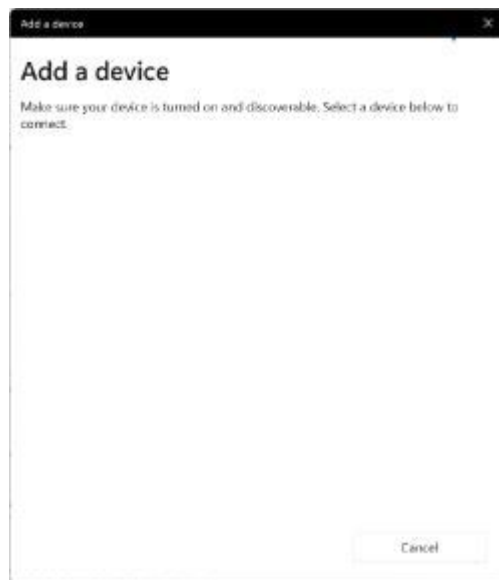 Add a device
Add a device
Make sure your device is turned on and discoverable. Select a device below to
connect.
Cancel